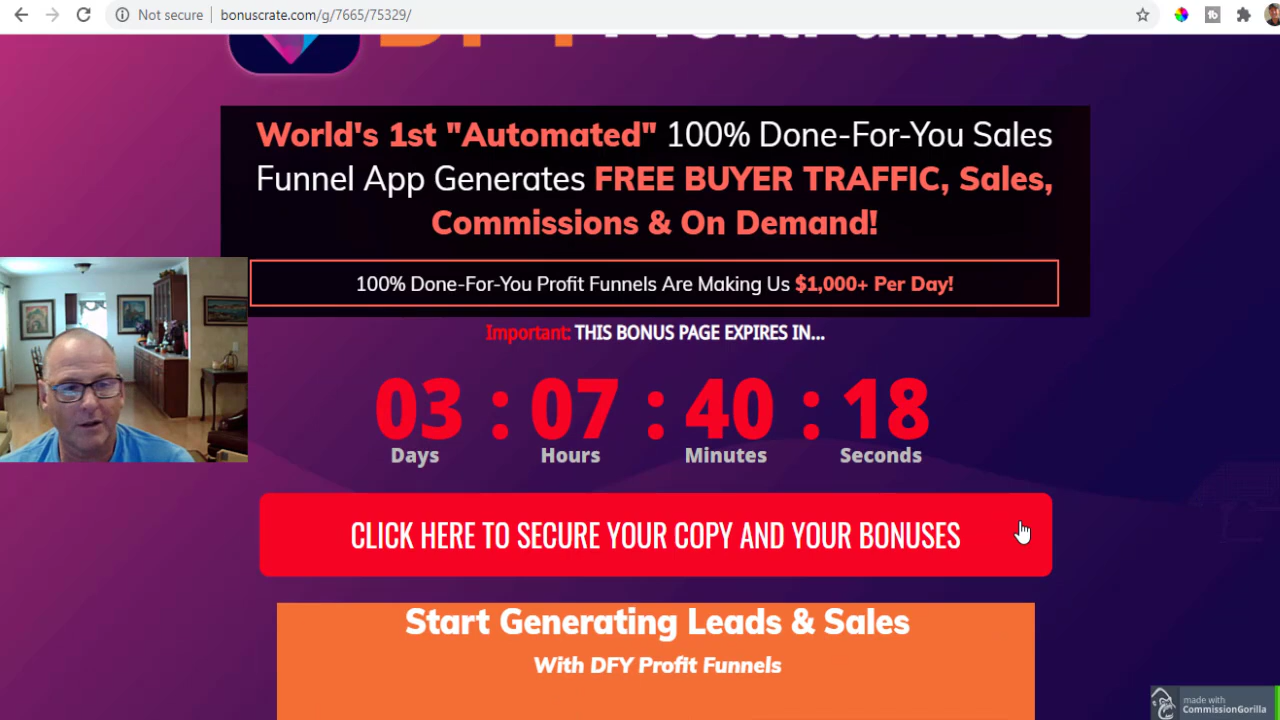 Not secure
bonuscrate.com/g/7665/75329/
DFY Profit Funnels
World's 1st "Automated" 100% Done-For-You Sales
Funnel App Generates FREE BUYER TRAFFIC, Sales,
Commissions & On Demand!
100% Done-For-You Profit Funnels Are Making Us $1,000+ Per Day!
Important: THIS BONUS PAGE EXPIRES IN...
03 : 07 : 40 : 18
Days Hours Minutes Seconds
CLICK HERE TO SECURE YOUR COPY AND YOUR BONUSES
Start Generating Leads & Sales
With DFY Profit Funnels
made with
CommissionGorilla